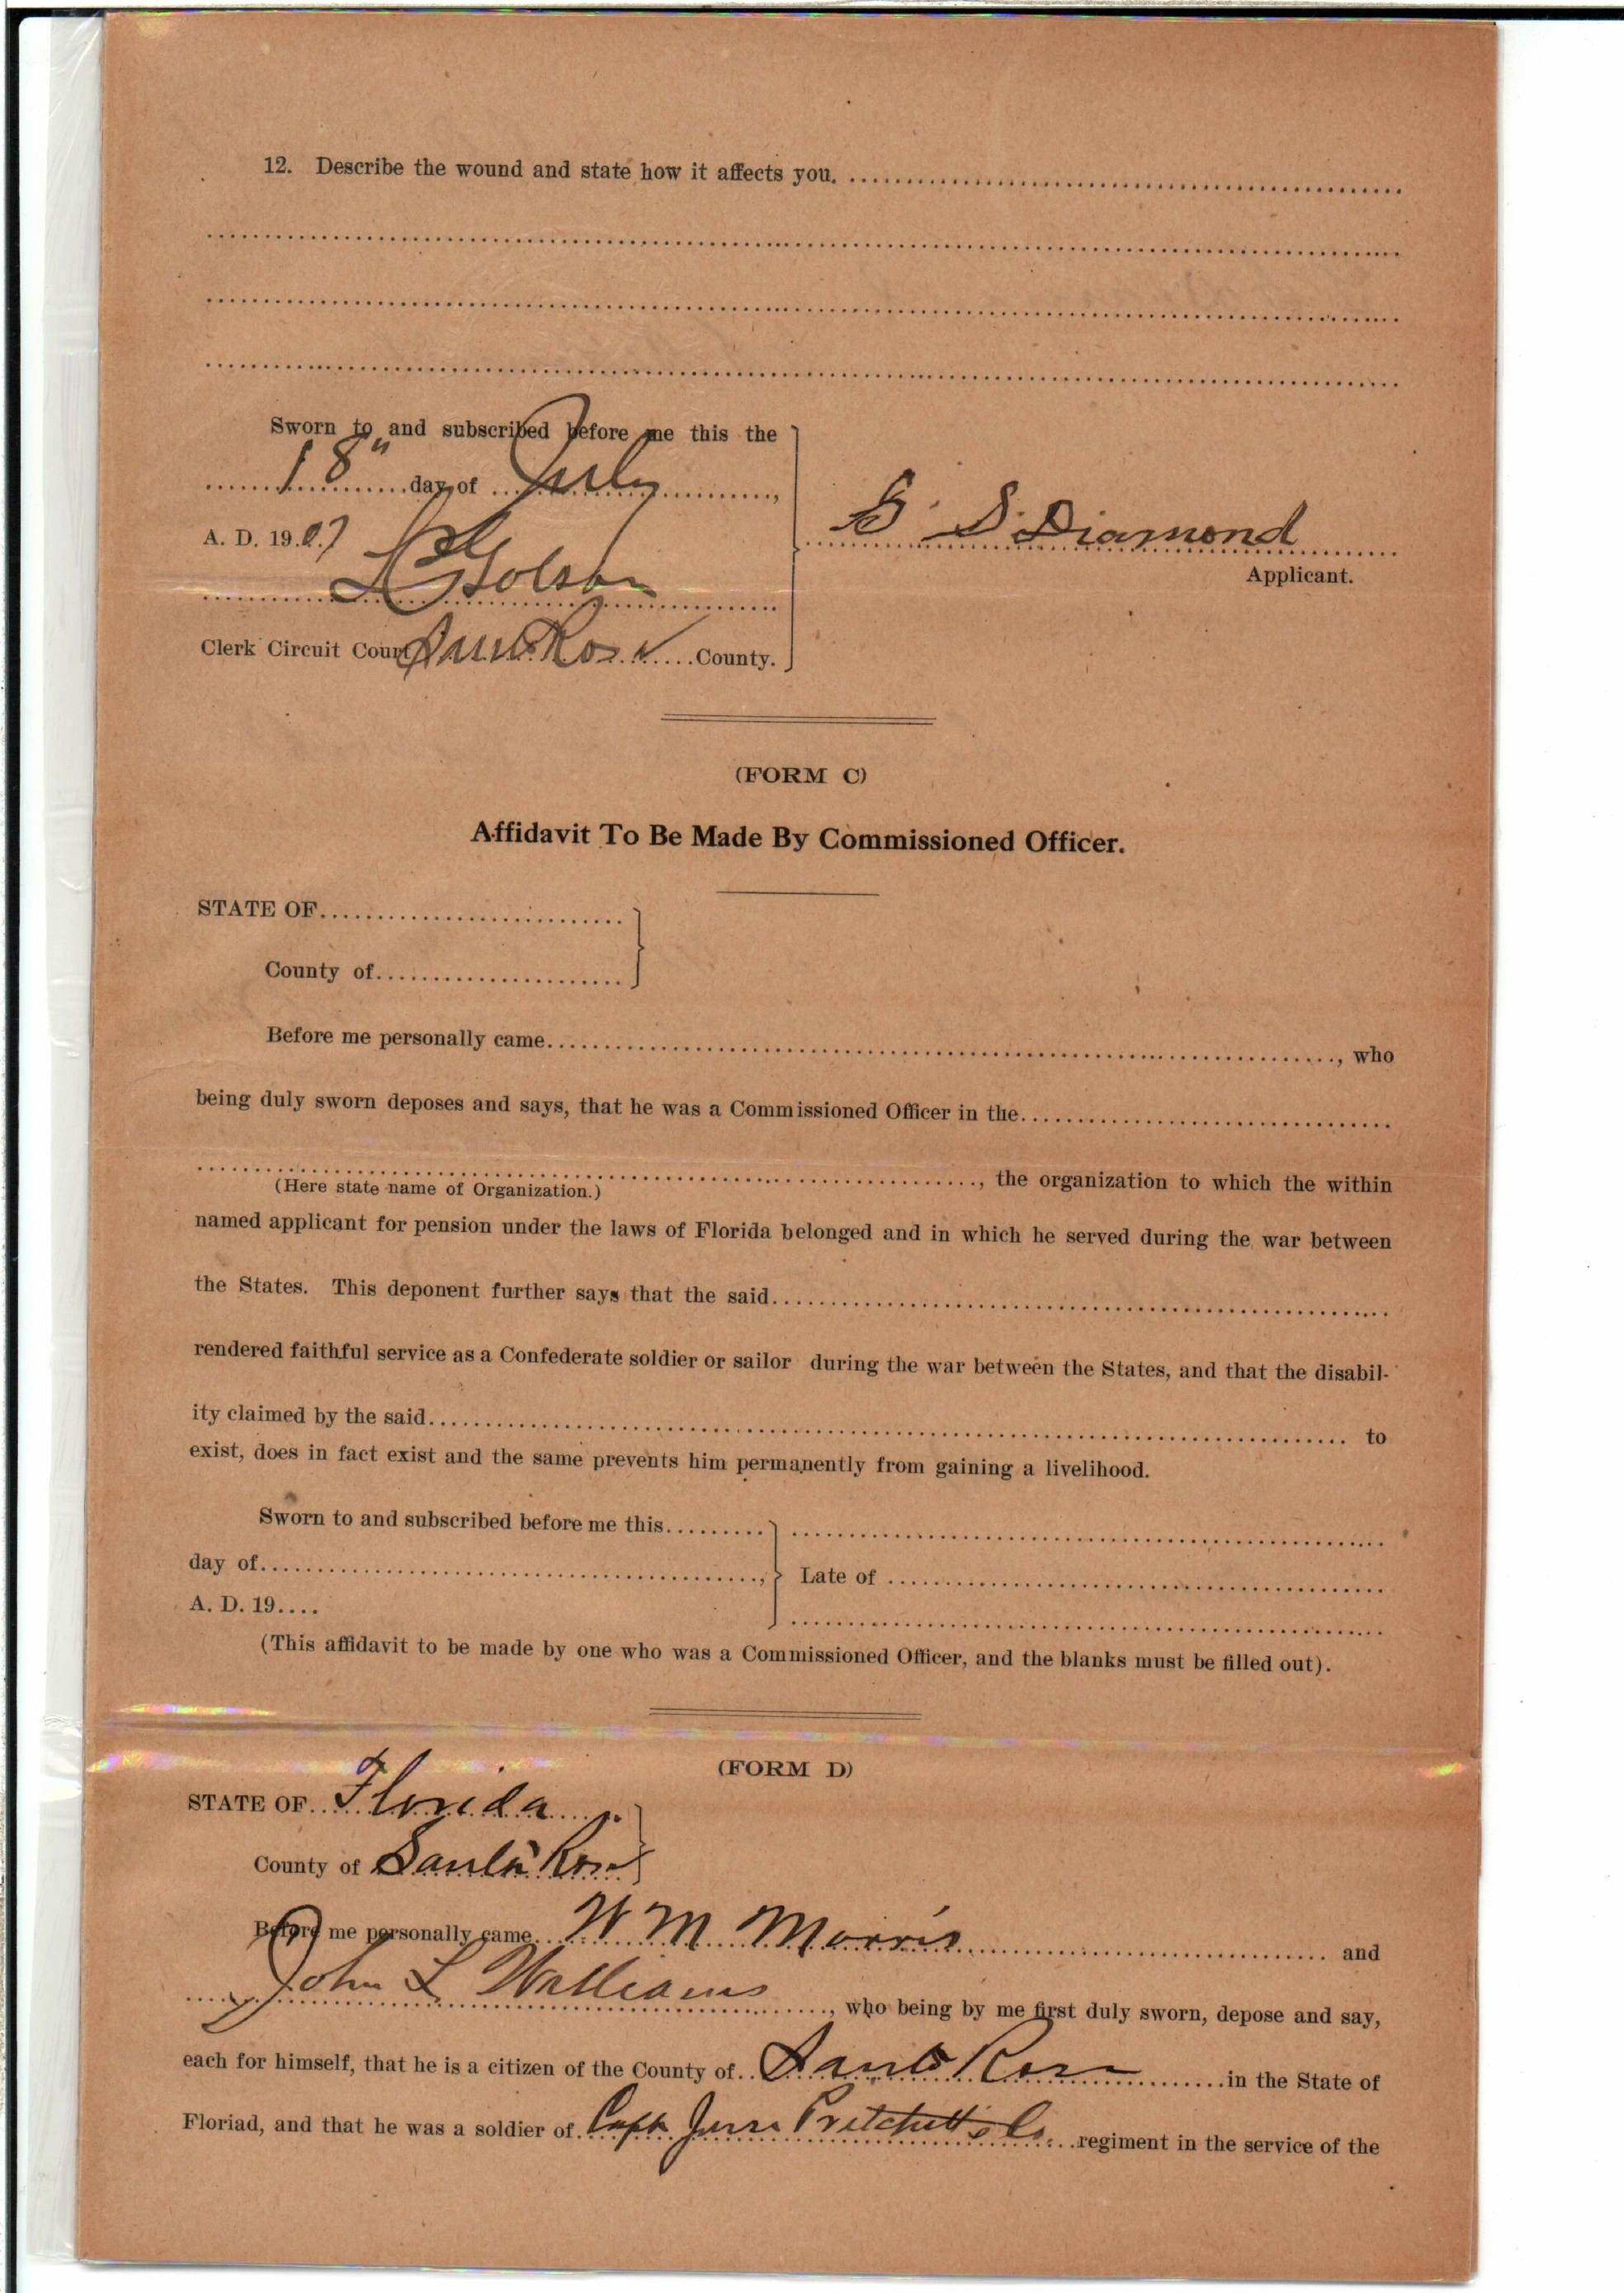 12. Describe the wound and state how it affects you.
Sworn to and subscribed before me this the
18" day of July,
A. D. 1907
Golson
Clerk Circuit Court Santa Rosa County.
G. S. Diamond
Applicant.
(FORM C)
Affidavit To Be Made By Commissioned Officer.
STATE OF
County of
Before me personally came, who
being duly sworn deposes and says, that he was a Commissioned Officer in the
, the organization to which the within
(Here state name of Organization.)
named applicant for pension under the laws of Florida belonged and in which he served during the war between
the States. This deponent further says that the said
rendered faithful service as a Confederate soldier or sailor during the war between the States, and that the disabil-
ity claimed by the said to
exist, does in fact exist and the same prevents him permanently from gaining a livelihood.
Sworn to and subscribed before me this
day of,
A. D. 19
Late of
(This affidavit to be made by one who was a Commissioned Officer, and the blanks must be filled out).
(FORM D)
STATE OF Florida
County of Santa Rosa
Before me personally came W M Morris and
John L Williams, who being by me first duly sworn, depose and say,
each for himself, that he is a citizen of the County of Santa Rosa in the State of
Floriad, and that he was a soldier of Capt Jesse Pritchett's Co. regiment in the service of the